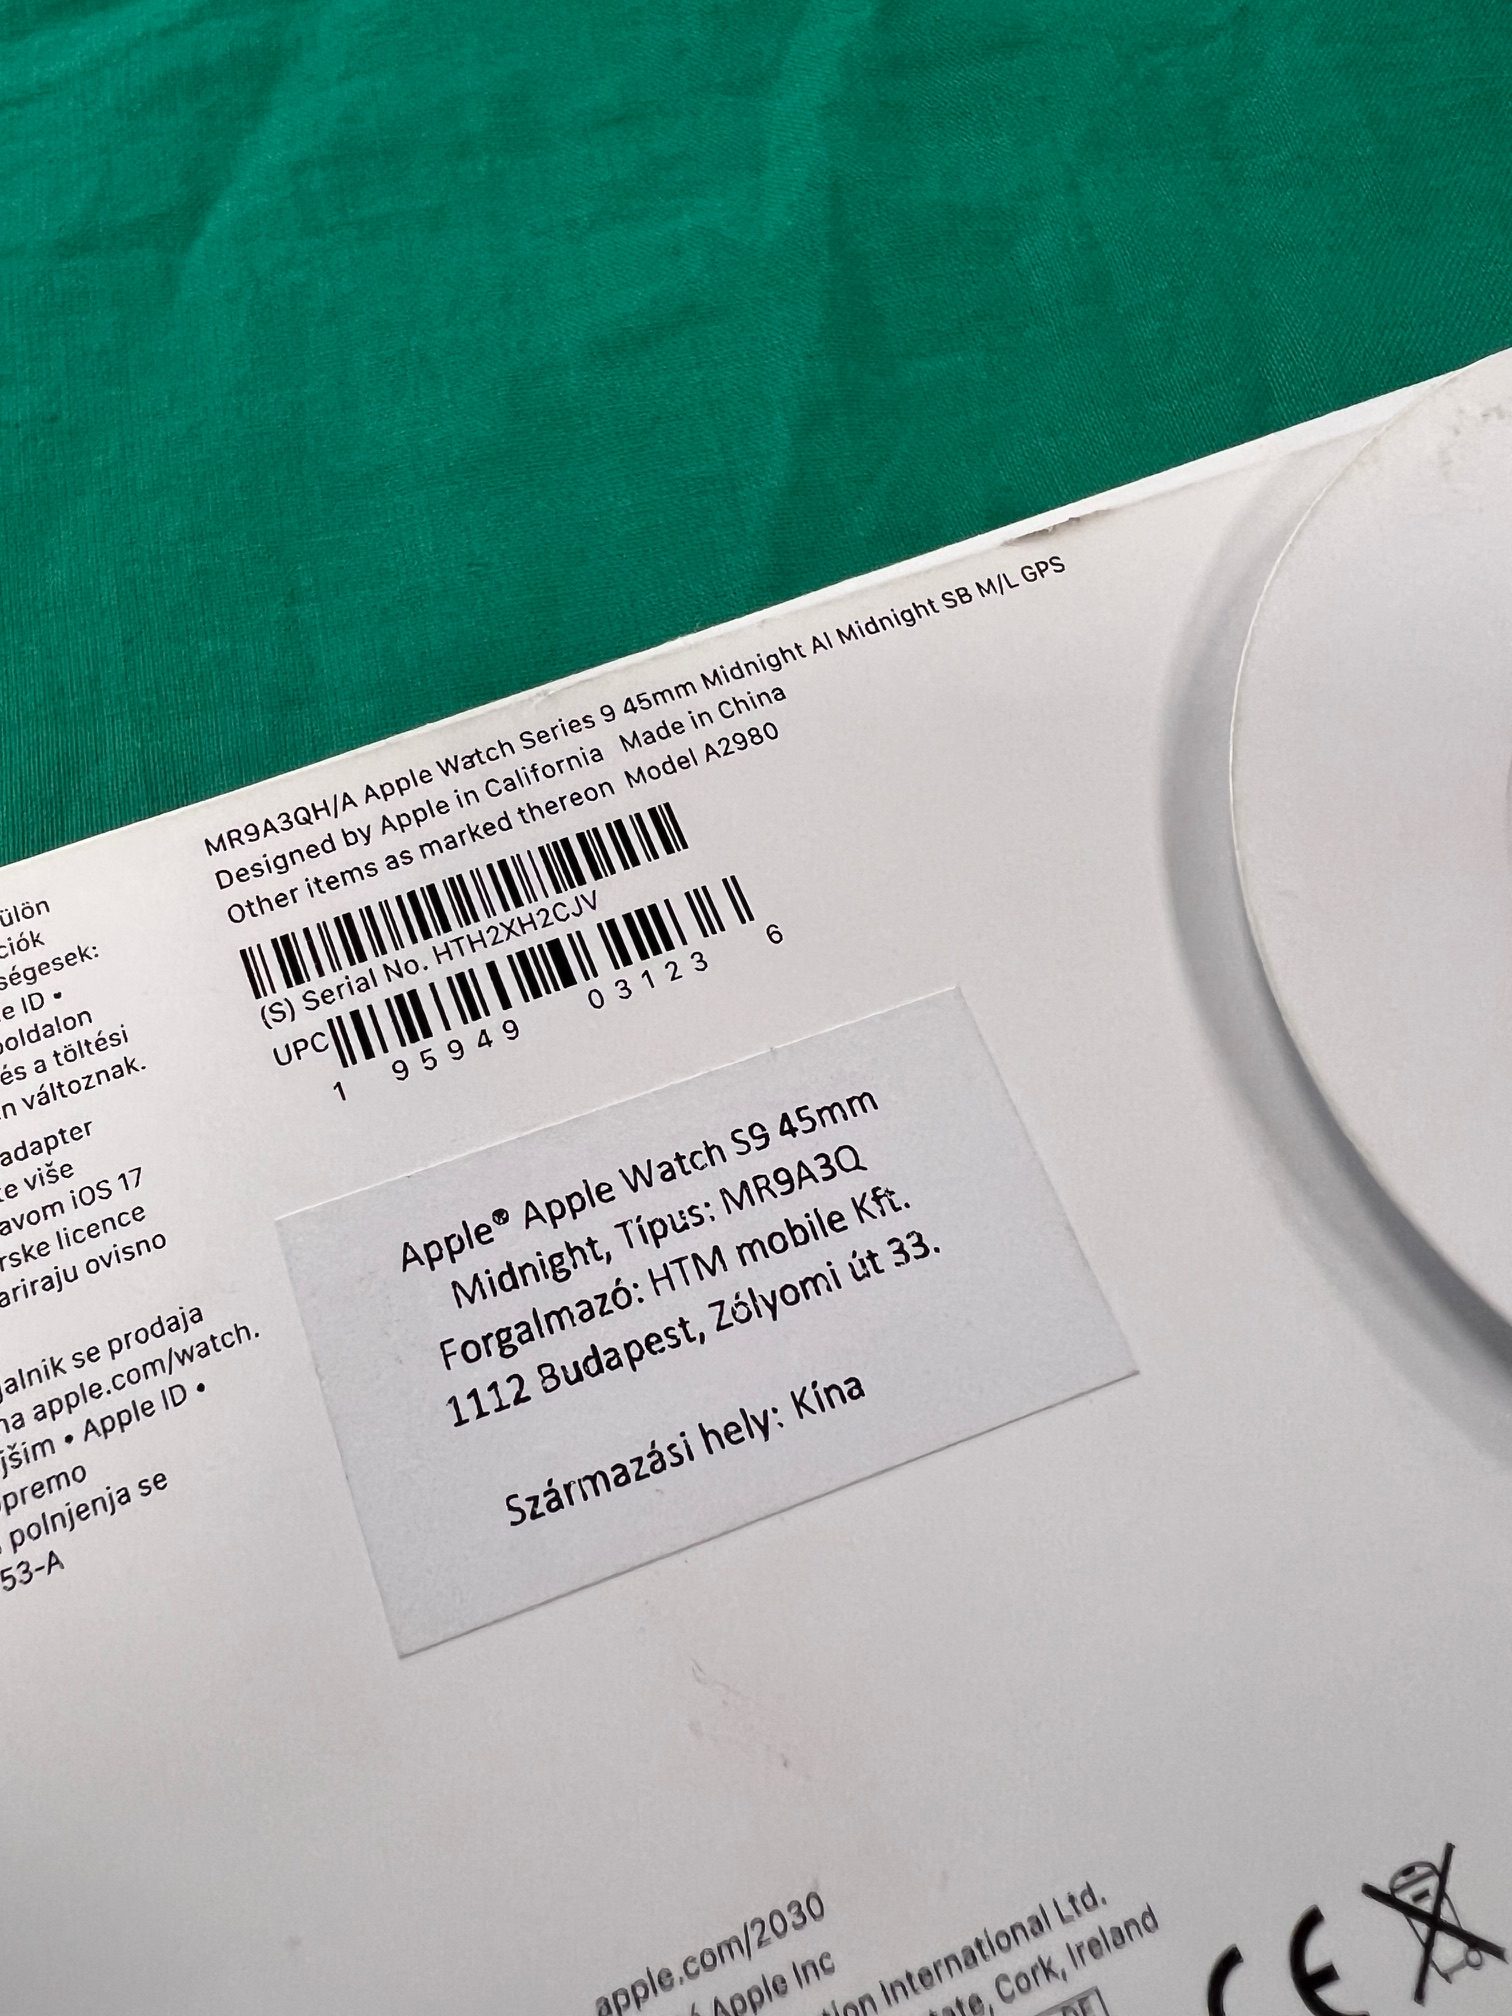 ülön
ciók
ségesek:
e ID •
oldalon
és a töltési
n változnak.
adapter
te više
avom iOS 17
rske licence
ariraju ovisno
jalnik se prodaja
na apple.com/watch.
jšim • Apple ID •
opremo
polnjenja se
53-A
MR9A3QH/A Apple Watch Series 9 45mm Midnight Al Midnight SB M/L GPS
Designed by Apple in California Made in China
Other items as marked thereon Model A2980
(S) Serial No. HTH2XH2CJV
UPC
1 95949 03123 6
Apple® Apple Watch S9 45mm
Midnight, Típus: MR9A3Q
Forgalmazó: HTM mobile Kft.
1112 Budapest, Zólyomi út 33.
Származási hely: Kína
apple.com/2030
Apple Inc
tion International Ltd.
tate, Cork, Ireland
CE